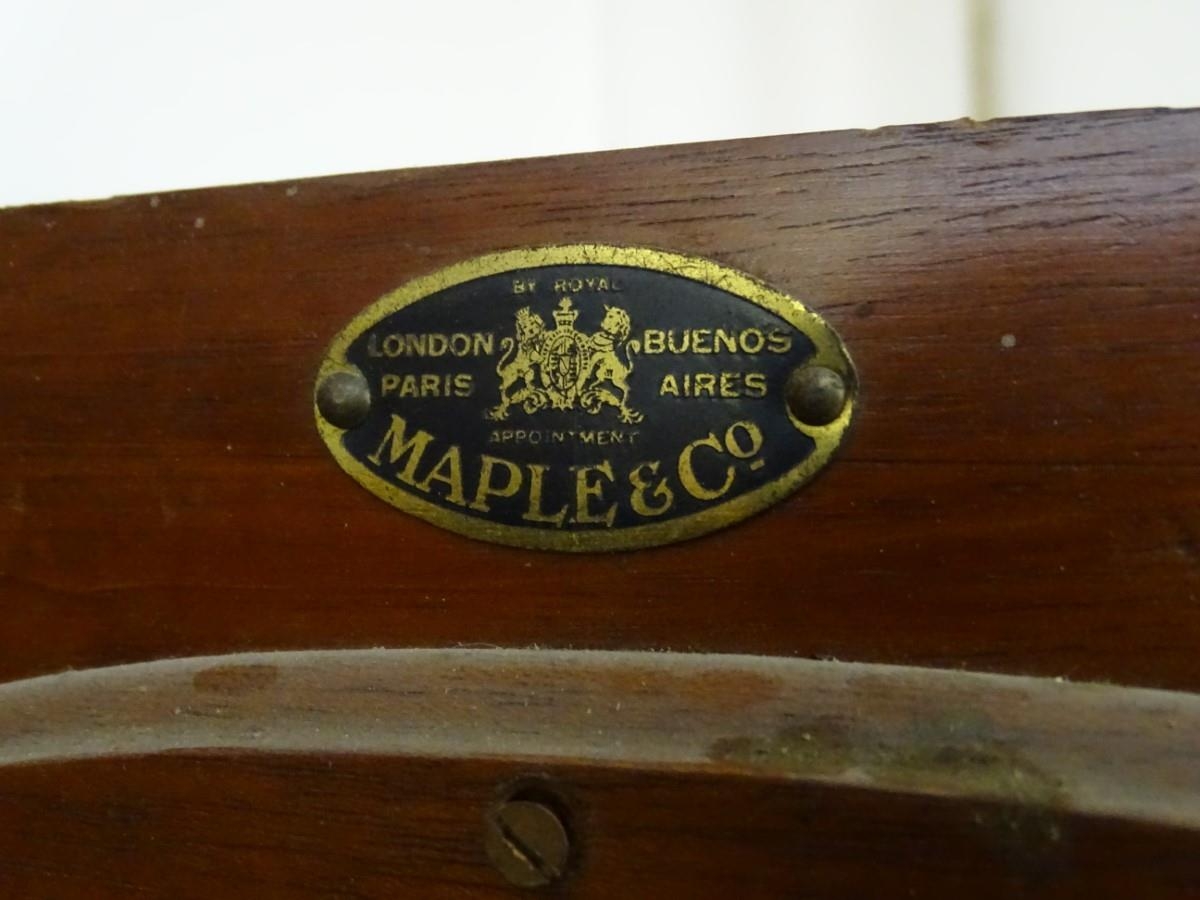 BY ROYAL
LONDON BUENOS
PARIS AIRES
APPOINTMENT
MAPLE & Cº